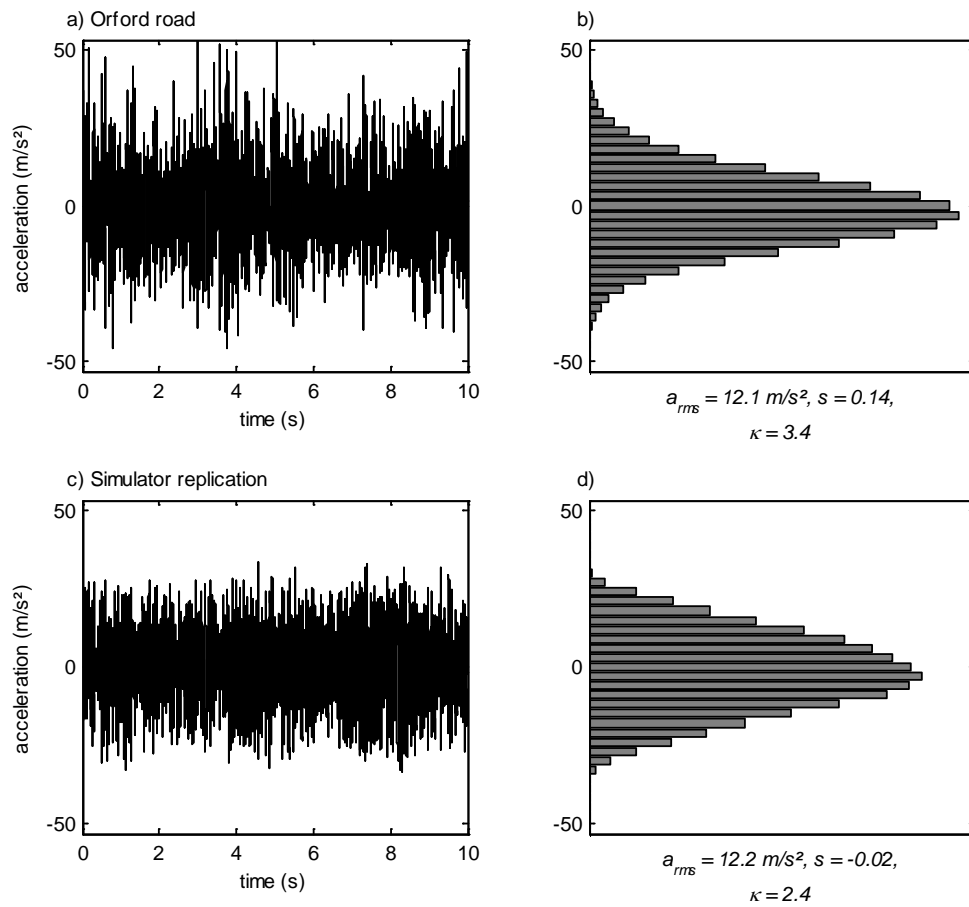 a) Orford road
b)
50
0
-50
acceleration (m/s²)
0 2 4 6 8 10
time (s)
50
0
-50
a_rms = 12.1 m/s², s = 0.14,
κ = 3.4
c) Simulator replication
d)
50
0
-50
acceleration (m/s²)
0 2 4 6 8 10
time (s)
50
0
-50
a_rms = 12.2 m/s², s = -0.02,
κ = 2.4